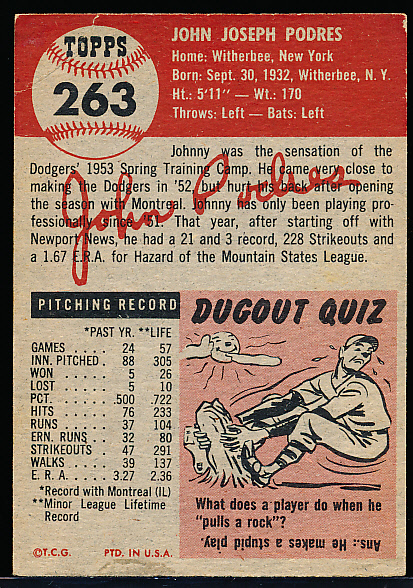 TOPPS
263
JOHN JOSEPH PODRES
Home: Witherbee, New York
Born: Sept. 30, 1932, Witherbee, N. Y.
Ht.: 5'11" — Wt.: 170
Throws: Left — Bats: Left
Johnny was the sensation of the
Dodgers' 1953 Spring Training Camp. He came very close to
making the Dodgers in '52, but hurt his back after opening
the season with Montreal. Johnny has only been playing pro-
fessionally since '51. That year, after starting off with
Newport News, he had a 21 and 3 record, 228 Strikeouts and
a 1.67 E.R.A. for Hazard of the Mountain States League.
John Podres
PITCHING RECORD
*PAST YR. **LIFE
GAMES . . . . 24 57
INN. PITCHED . 88 305
WON . . . . . 5 26
LOST . . . . . 5 10
PCT. . . . . . .500 .722
HITS . . . . . 76 233
RUNS . . . . . 37 104
ERN. RUNS . . 32 80
STRIKEOUTS . . 47 291
WALKS . . . . 39 137
E. R. A. . . . . 3.27 2.36
*Record with Montreal (IL)
**Minor League Lifetime
Record
©T.C.G. PTD. IN U.S.A.
DUGOUT QUIZ
What does a player do when he
"pulls a rock"?
Ans.: He makes a stupid play.